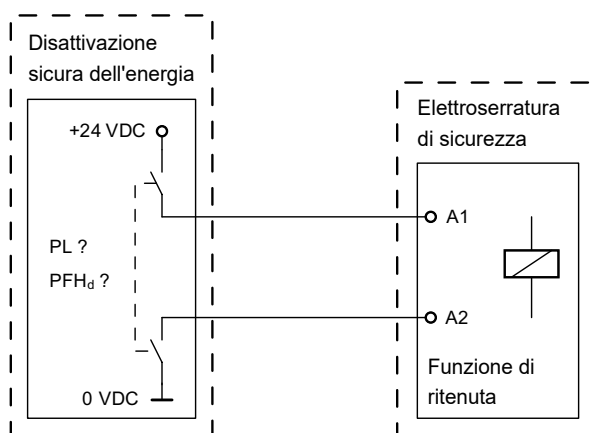 Disattivazione
sicura dell'energia
+24 VDC
PL ?
PFHd ?
0 VDC
Elettroserratura
di sicurezza
A1
A2
Funzione di
ritenuta